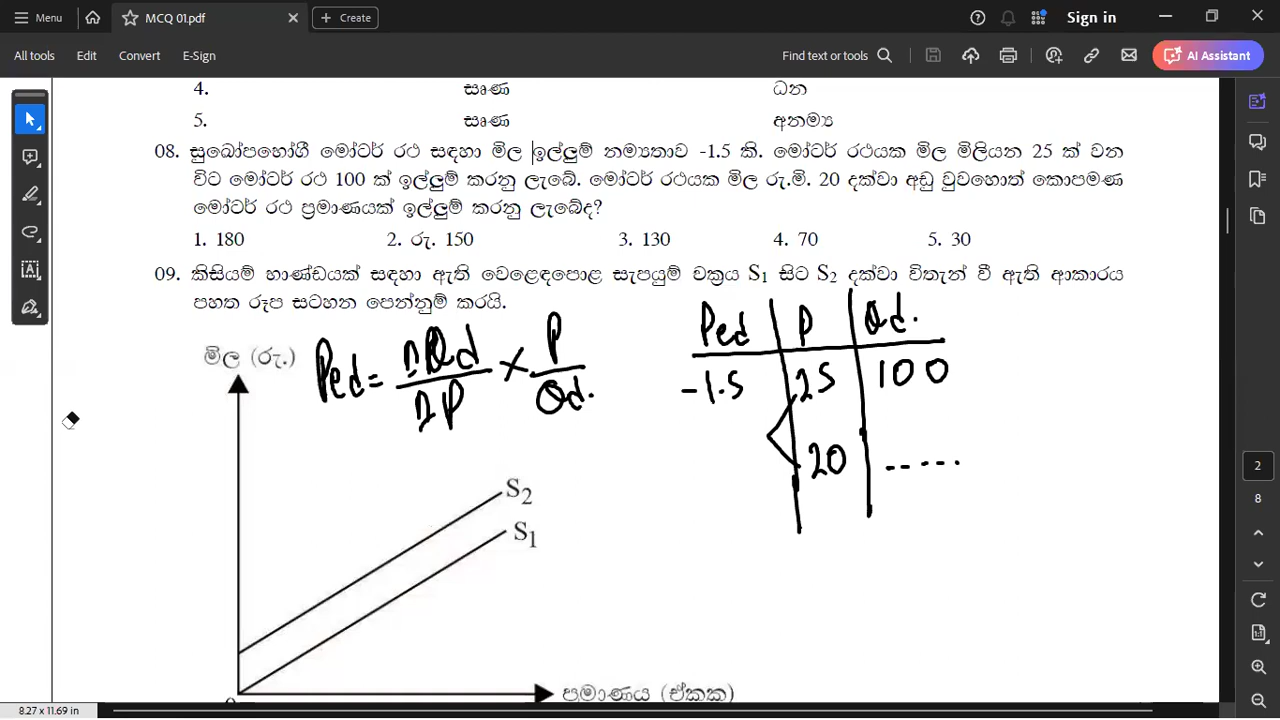 Menu MCQ 01.pdf Create Sign in
All tools Edit Convert E-Sign Find text or tools AI Assistant
4. සෘණ ධන
5. සෘණ අනම්‍ය
08. සුඛෝපභෝගී මෝටර් රථ සඳහා මිල ඉල්ලුම් නම්‍යතාව -1.5 කි. මෝටර් රථයක මිල මිලියන 25 ක් වන
විට මෝටර් රථ 100 ක් ඉල්ලුම් කරනු ලැබේ. මෝටර් රථයක මිල රු.මි. 20 දක්වා අඩු වුවහොත් කොපමණ
මෝටර් රථ ප්‍රමාණයක් ඉල්ලුම් කරනු ලැබේද?
1. 180 2. රු. 150 3. 130 4. 70 5. 30
09. කිසියම් භාණ්ඩයක් සඳහා ඇති වෙළෙඳපොළ සැපයුම් වක්‍රය S1 සිට S2 දක්වා විතැන් වී ඇති ආකාරය
පහත රූප සටහන පෙන්නුම් කරයි.
Ped P Qd.
මිල (රු.) Ped = ΔQd / ΔP × P / Qd.
-1.5 25 100
20 -----
S2
S1
0
ප්‍රමාණය (ඒකක)
2
8
8.27 x 11.69 in